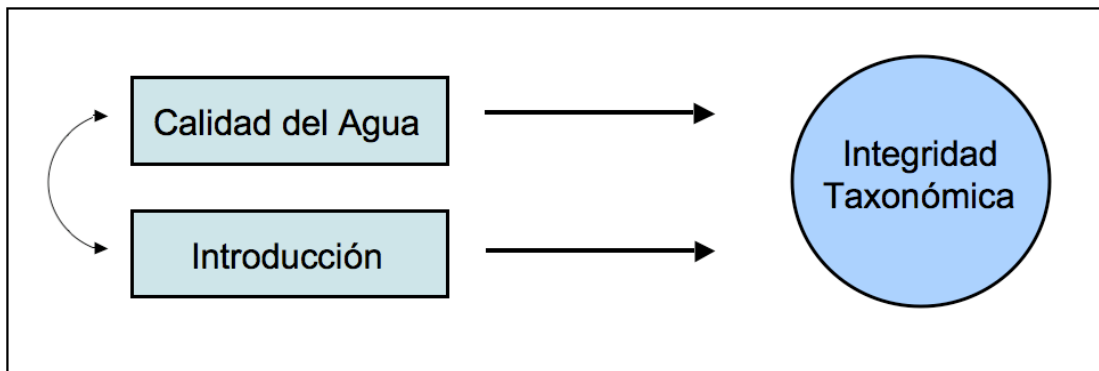 Calidad del Agua
Introducción
Integridad
Taxonómica